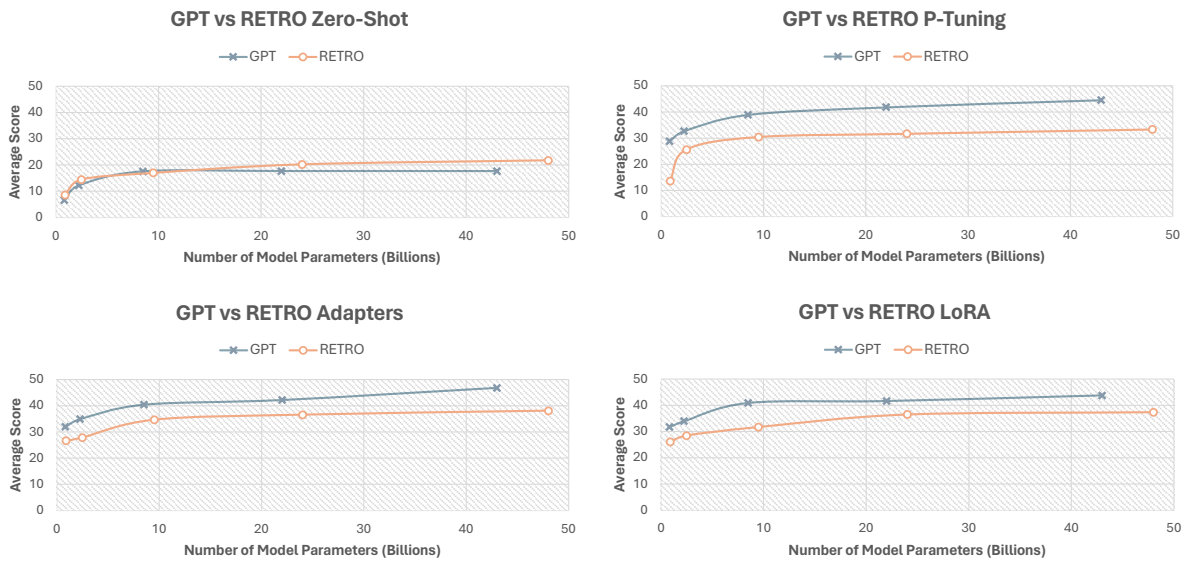 GPT vs RETRO Zero-Shot
GPT RETRO
50
40
30
20
10
0
Average Score
0 10 20 30 40 50
Number of Model Parameters (Billions)
GPT vs RETRO P-Tuning
GPT RETRO
50
40
30
20
10
0
Average Score
0 10 20 30 40 50
Number of Model Parameters (Billions)
GPT vs RETRO Adapters
GPT RETRO
50
40
30
20
10
0
Average Score
0 10 20 30 40 50
Number of Model Parameters (Billions)
GPT vs RETRO LoRA
GPT RETRO
50
40
30
20
10
0
Average Score
0 10 20 30 40 50
Number of Model Parameters (Billions)